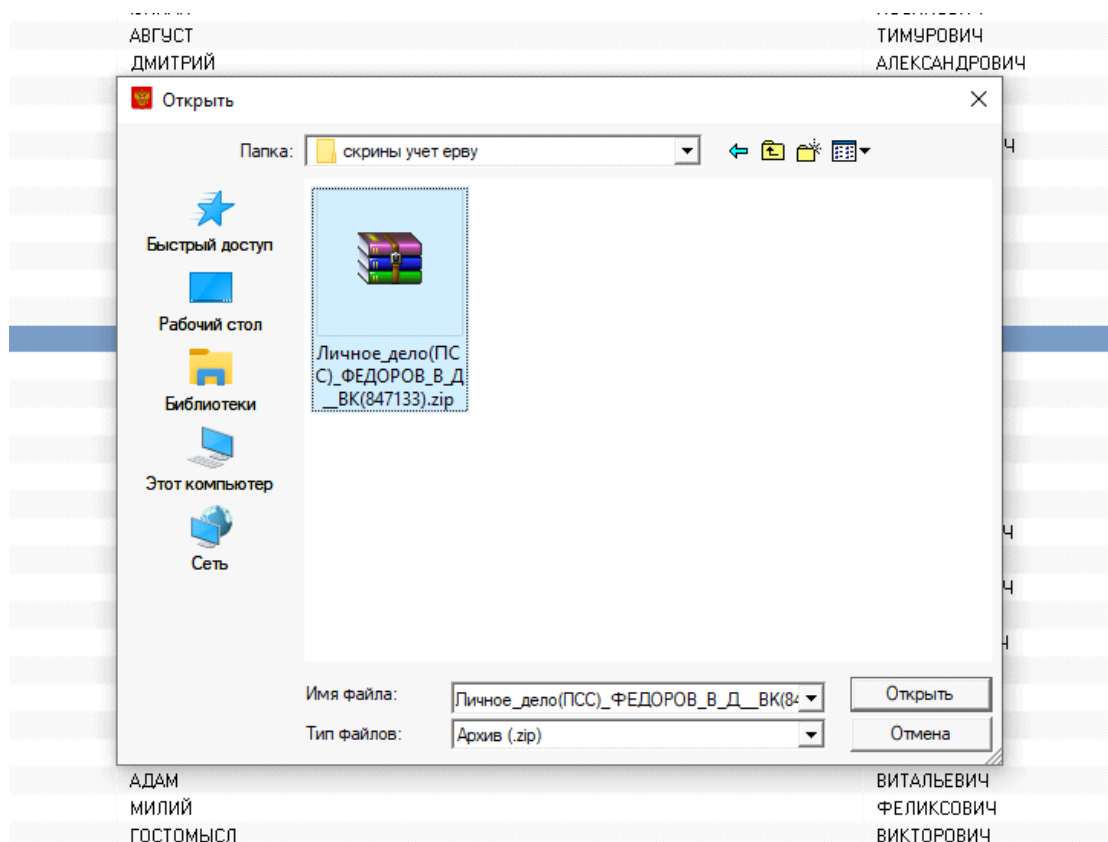 АВГУСТ ТИМУРОВИЧ
ДМИТРИЙ АЛЕКСАНДРОВИЧ
Открыть
Папка: скрины учет ерву
Быстрый доступ
Рабочий стол
Библиотеки
Этот компьютер
Сеть
Личное_дело(ПС
С)_ФЕДОРОВ_В_Д
__ВК(847133).zip
Имя файла: Личное_дело(ПСС)_ФЕДОРОВ_В_Д__ВК(84 Открыть
Тип файлов: Архив (.zip) Отмена
АДАМ ВИТАЛЬЕВИЧ
МИЛИЙ ФЕЛИКСОВИЧ
ГОСТОМЫСЛ ВИКТОРОВИЧ